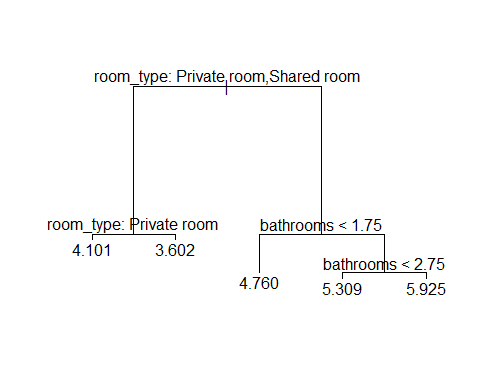 room_type: Private room,Shared room
room_type: Private room
bathrooms < 1.75
4.101
3.602
bathrooms < 2.75
4.760
5.309
5.925